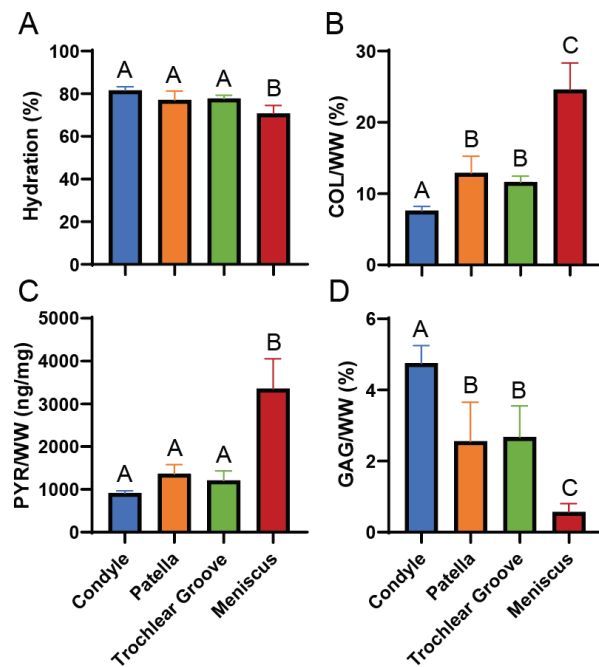 A
Hydration (%)
100
80
60
40
20
0
A
A
A
B
B
COL/WW (%)
30
20
10
0
A
B
B
C
C
PYR/WW (ng/mg)
5000
4000
3000
2000
1000
0
A
A
A
B
Condyle
Patella
Trochlear Groove
Meniscus
D
GAG/WW (%)
6
4
2
0
A
B
B
C
Condyle
Patella
Trochlear Groove
Meniscus